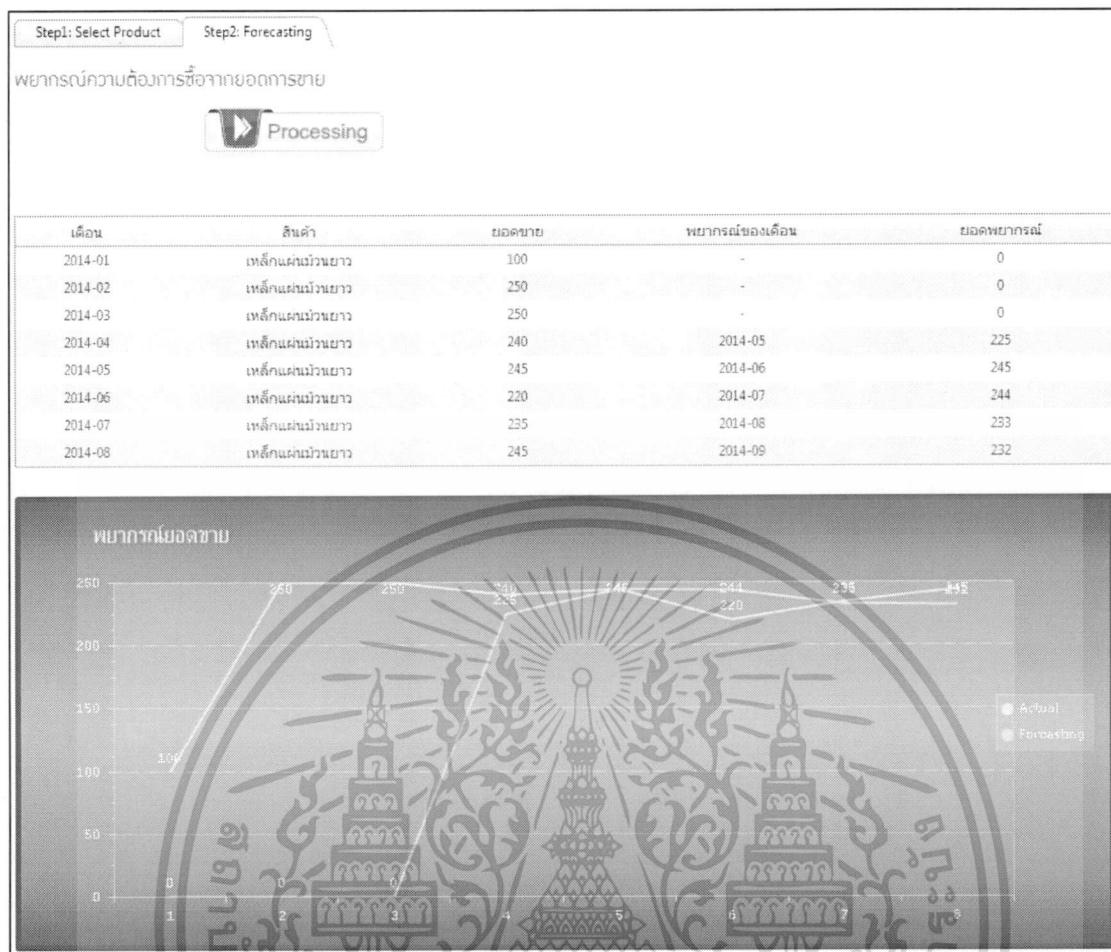 Step1: Select Product Step2: Forecasting
พยากรณ์ความต้องการซื้อจากยอดการขาย
Processing
เดือน สินค้า ยอดขาย พยากรณ์ของเดือน ยอดพยากรณ์
2014-01 เหล็กแผ่นม้วนยาว 100 - 0
2014-02 เหล็กแผ่นม้วนยาว 250 - 0
2014-03 เหล็กแผ่นม้วนยาว 250 - 0
2014-04 เหล็กแผ่นม้วนยาว 240 2014-05 225
2014-05 เหล็กแผ่นม้วนยาว 245 2014-06 245
2014-06 เหล็กแผ่นม้วนยาว 220 2014-07 244
2014-07 เหล็กแผ่นม้วนยาว 235 2014-08 233
2014-08 เหล็กแผ่นม้วนยาว 245 2014-09 232
พยากรณ์ยอดขาย
250 250 250 240 245 244 235
225 220
200
150
Actual
Forcasting
100 100
50
0 0 0 0
1 2 3 4 5 6 7 8